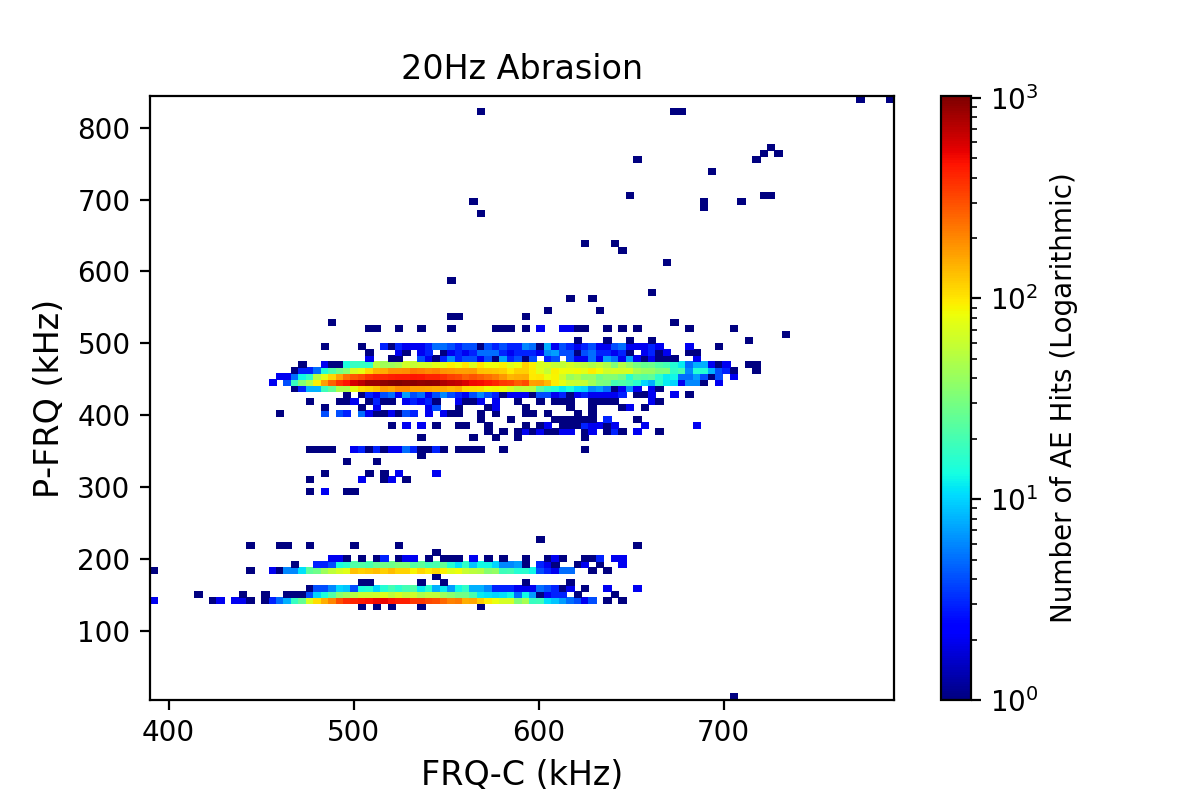 20Hz Abrasion
P-FRQ (kHz)
800
700
600
500
400
300
200
100
400 500 600 700
FRQ-C (kHz)
10³
10²
10¹
10⁰
Number of AE Hits (Logarithmic)